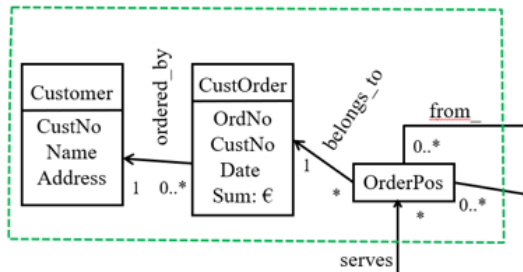 Customer
CustNo
Name
Address
ordered_by
1
0..*
CustOrder
OrdNo
CustNo
Date
Sum: €
belongs_to
1
*
from_
0..*
OrderPos
0..*
*
serves